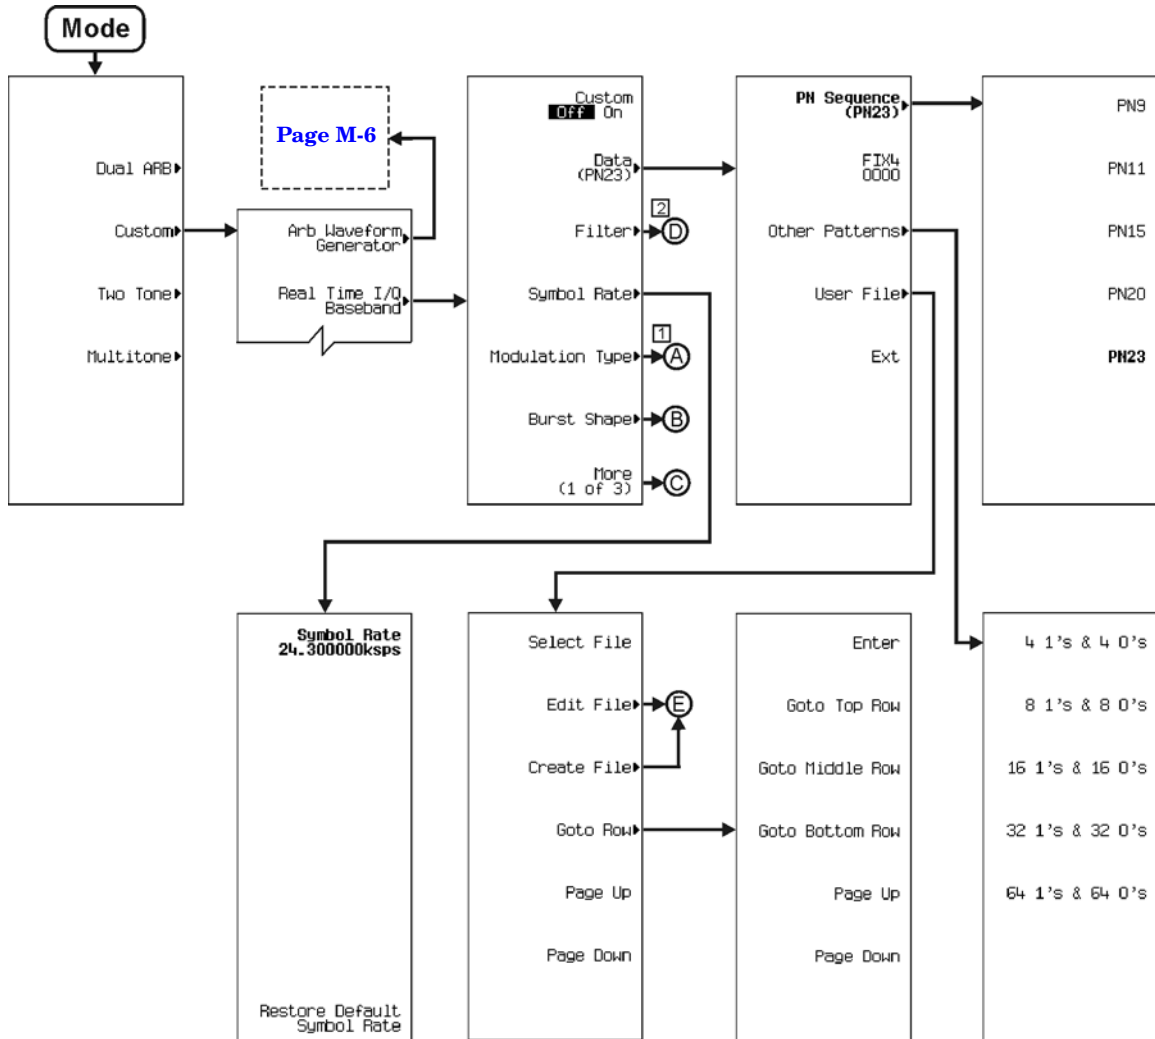 Mode
Dual ARB
Custom
Two Tone
Multitone
Page M-6
Arb Waveform
Generator
Real Time I/Q
Baseband
Custom
Off On
Data
(PN23)
Filter
2
D
Symbol Rate
1
Modulation Type
A
Burst Shape
B
More
(1 of 3)
C
PN Sequence
(PN23)
FIX4
0000
Other Patterns
User File
Ext
PN9
PN11
PN15
PN20
PN23
Symbol Rate
24.300000ksps
Restore Default
Symbol Rate
Select File
Edit File
E
Create File
Goto Row
Page Up
Page Down
Enter
Goto Top Row
Goto Middle Row
Goto Bottom Row
Page Up
Page Down
4 1's & 4 0's
8 1's & 8 0's
16 1's & 16 0's
32 1's & 32 0's
64 1's & 64 0's